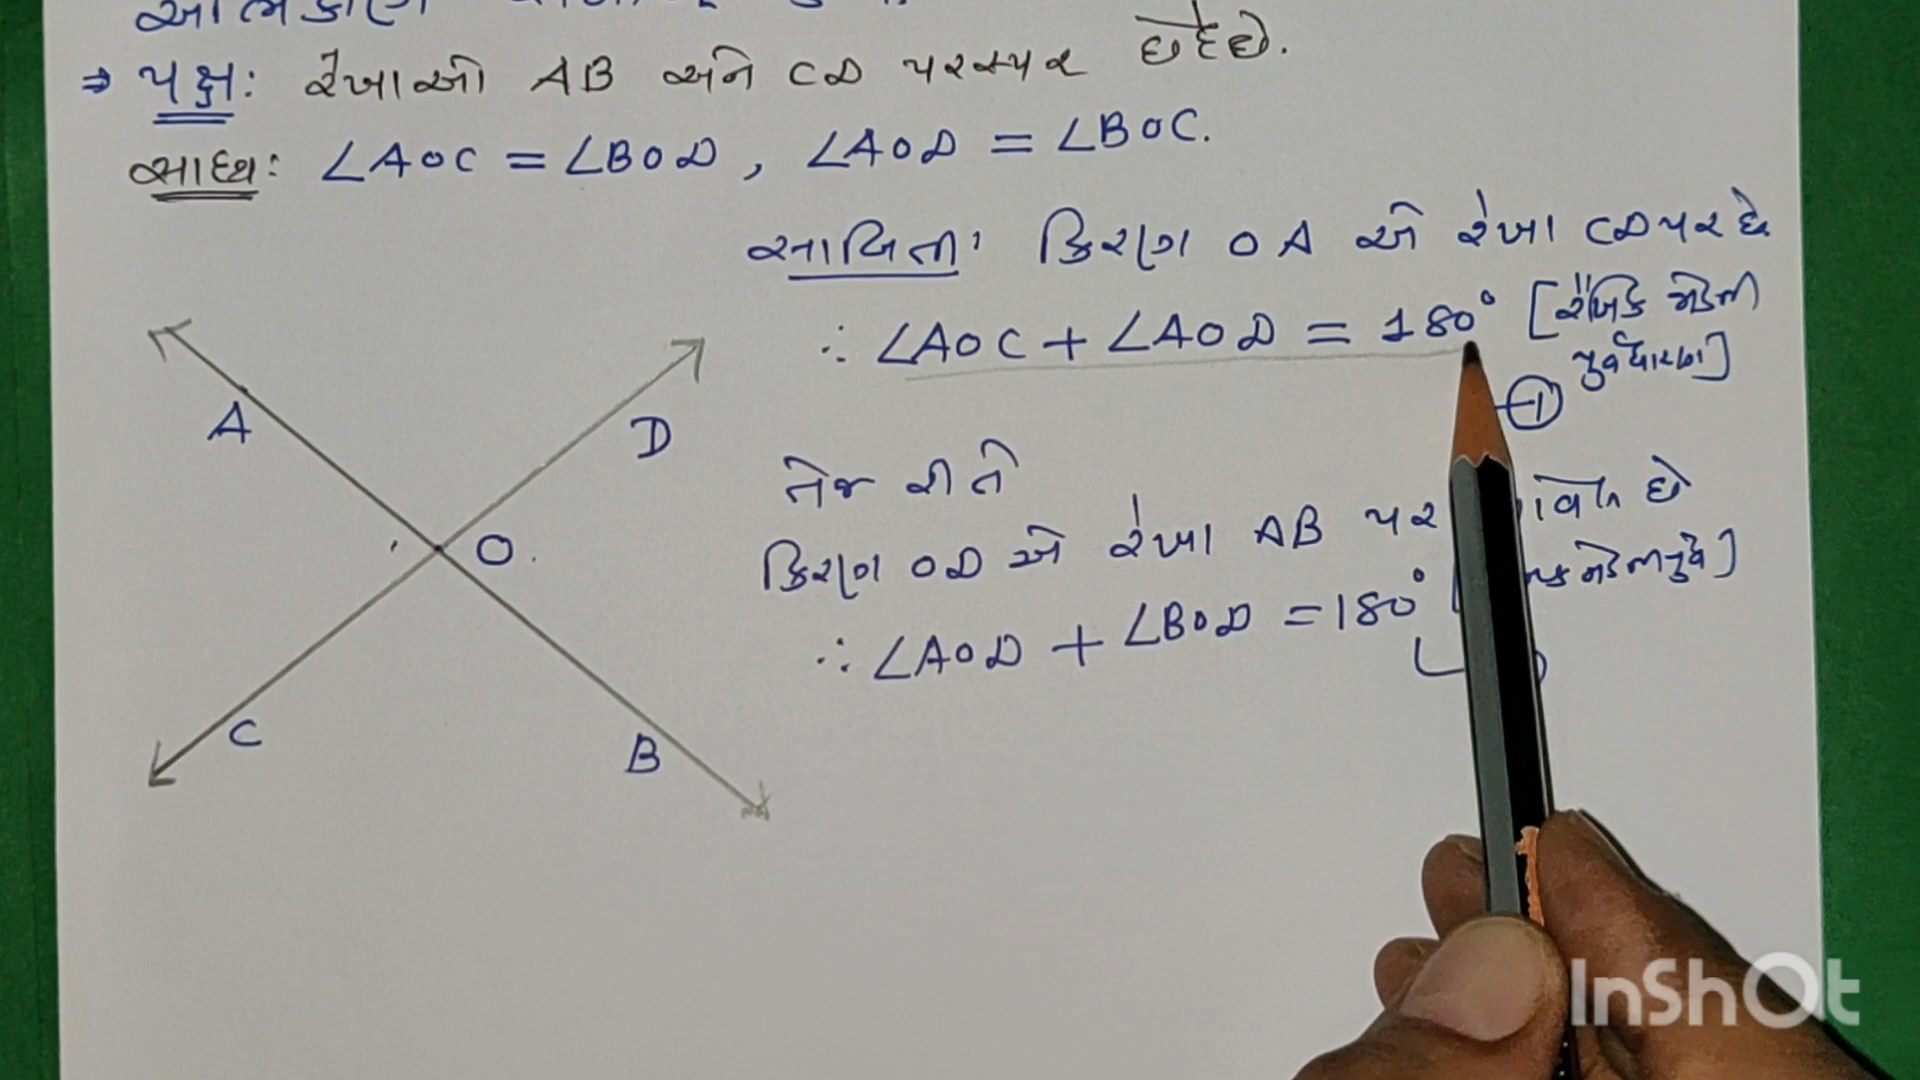 ⇒ પક્ષ: રેખાઓ AB અને CD પરસ્પર છેદેછે.
સાધ્ય: ∠AOC = ∠BOD, ∠AOD = ∠BOC.
સાબિતી: કિરણ OA એ રેખા CD પર છે
∴ ∠AOC + ∠AOD = 180° [રૈખિક જોડની
પુર્વધારણા]
①
તેજ રીતે
કિરણ OD એ રેખા AB પર છે
∴ ∠AOD + ∠BOD = 180°
A
D
O
C
B
InShOt